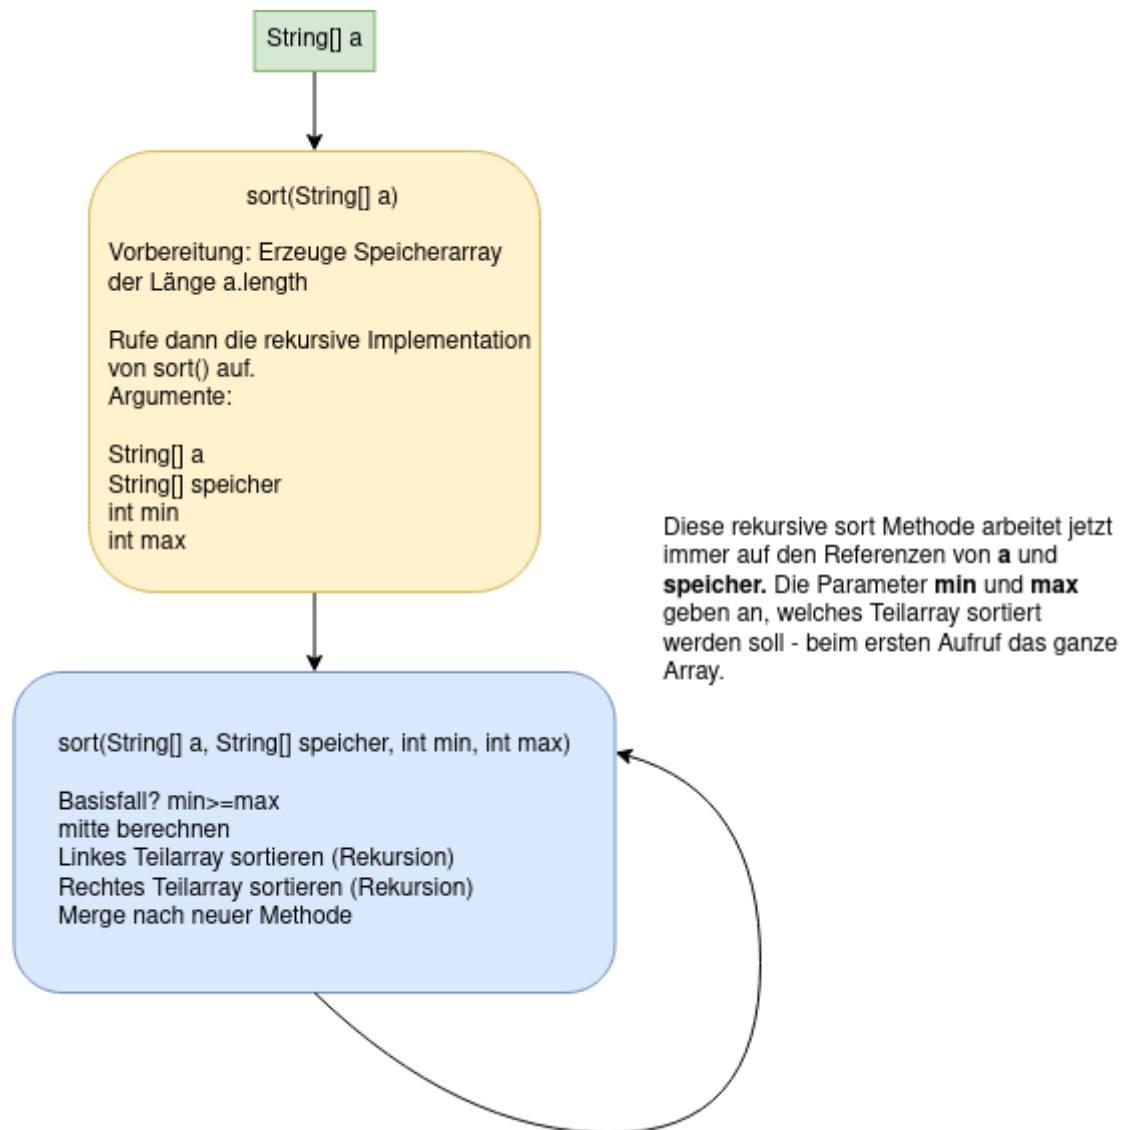 String[] a
sort(String[] a)
Vorbereitung: Erzeuge Speicherarray
der Länge a.length
Rufe dann die rekursive Implementation
von sort() auf.
Argumente:
String[] a
String[] speicher
int min
int max
Diese rekursive sort Methode arbeitet jetzt
immer auf den Referenzen von a und
speicher. Die Parameter min und max
geben an, welches Teilarray sortiert
werden soll - beim ersten Aufruf das ganze
Array.
sort(String[] a, String[] speicher, int min, int max)
Basisfall? min>=max
mitte berechnen
Linkes Teilarray sortieren (Rekursion)
Rechtes Teilarray sortieren (Rekursion)
Merge nach neuer Methode